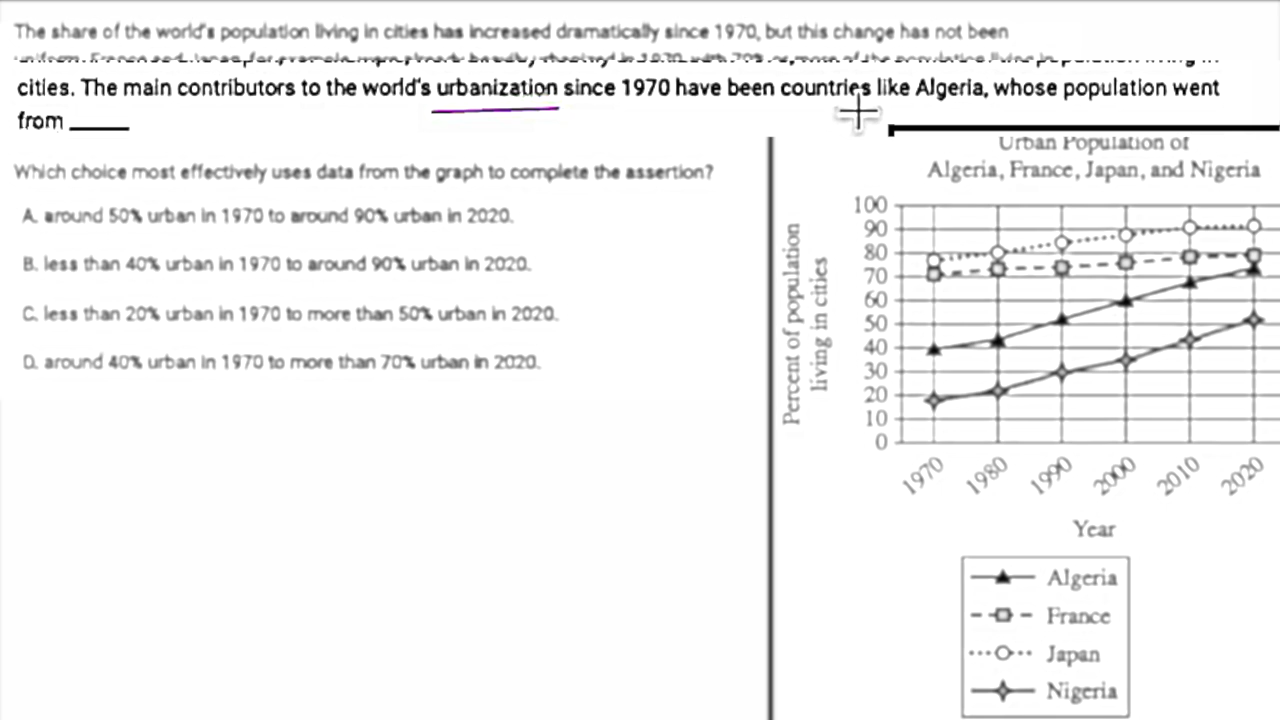 The share of the world's population living in cities has increased dramatically since 1970, but this change has not been
cities. The main contributors to the world's urbanization since 1970 have been countries like Algeria, whose population went
from ____
Which choice most effectively uses data from the graph to complete the assertion?
A. around 50% urban in 1970 to around 90% urban in 2020.
B. less than 40% urban in 1970 to around 90% urban in 2020.
C. less than 20% urban in 1970 to more than 50% urban in 2020.
D. around 40% urban in 1970 to more than 70% urban in 2020.
Urban Population of
Algeria, France, Japan, and Nigeria
Percent of population
living in cities
100
90
80
70
60
50
40
30
20
10
0
1970 1980 1990 2000 2010 2020
Year
Algeria
France
Japan
Nigeria